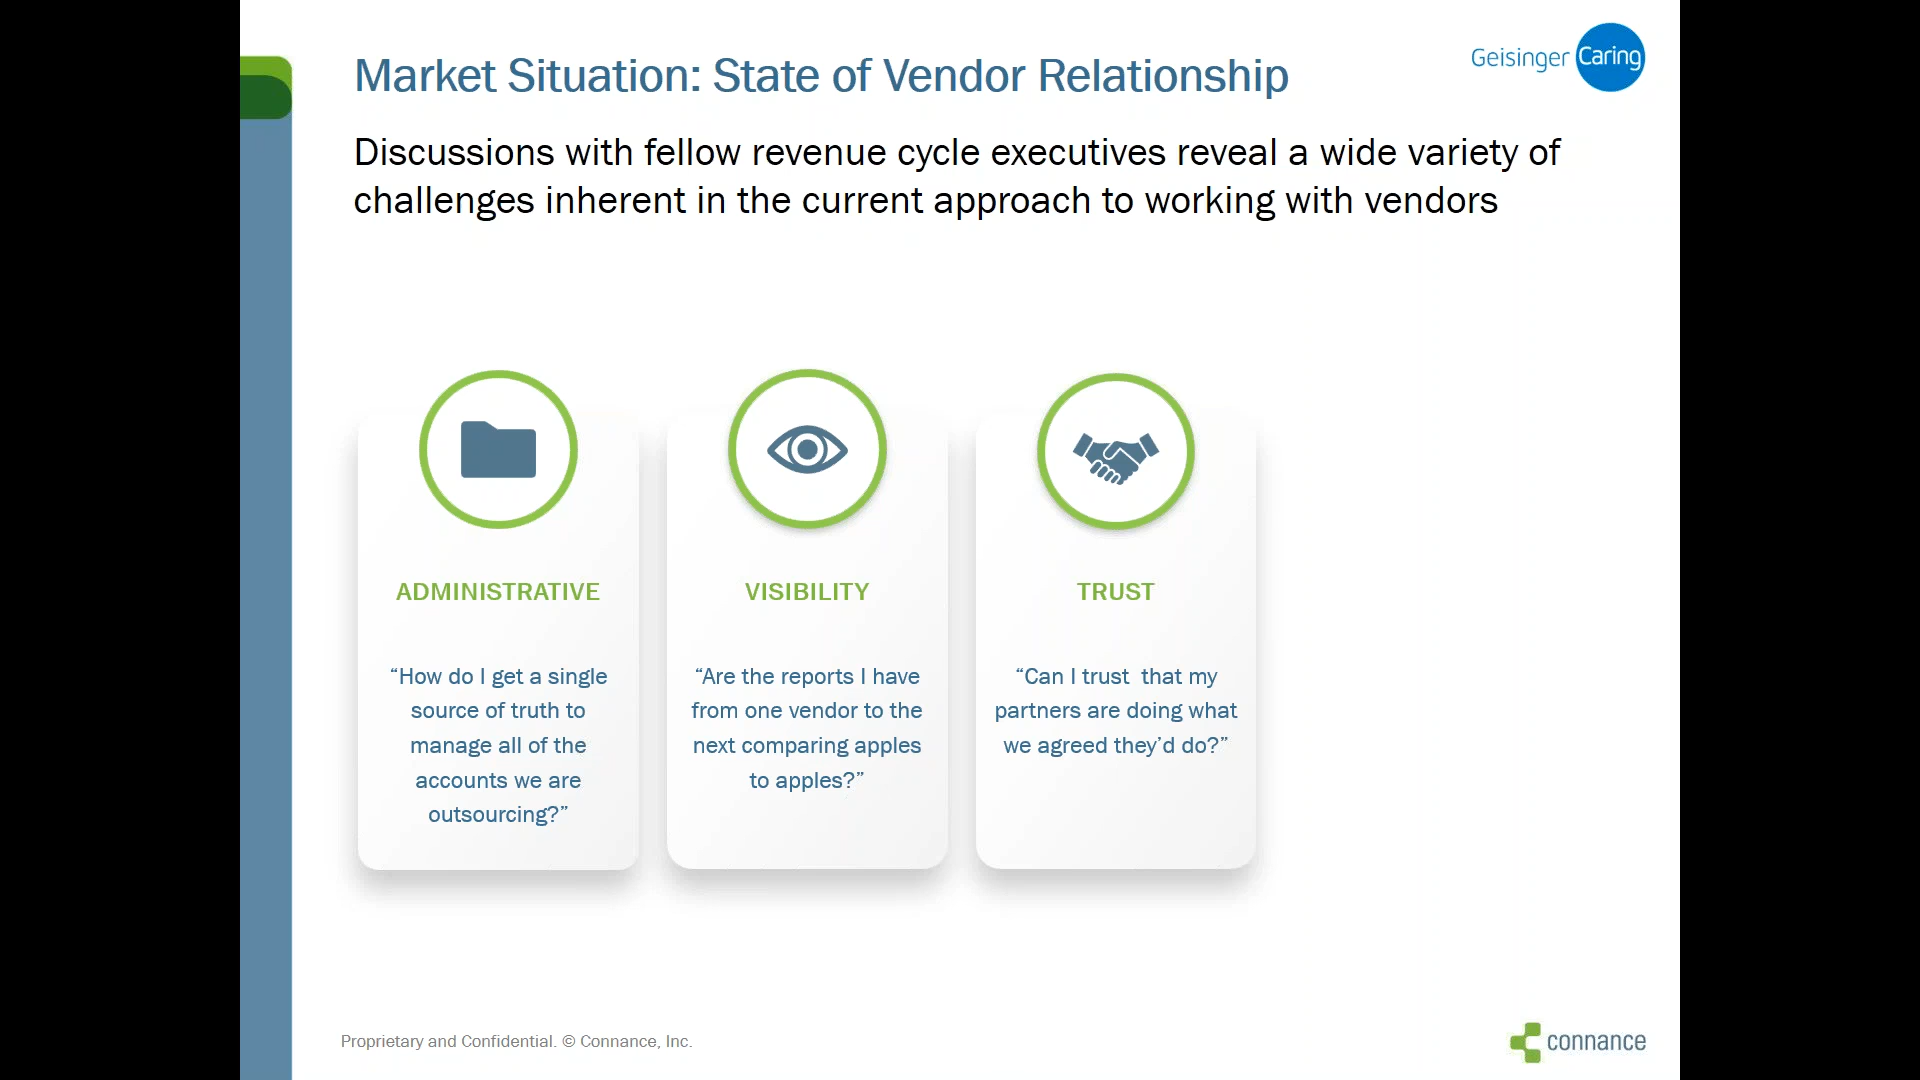 Market Situation: State of Vendor Relationship
Geisinger Caring
Discussions with fellow revenue cycle executives reveal a wide variety of
challenges inherent in the current approach to working with vendors
ADMINISTRATIVE
“How do I get a single
source of truth to
manage all of the
accounts we are
outsourcing?”
VISIBILITY
“Are the reports I have
from one vendor to the
next comparing apples
to apples?”
TRUST
“Can I trust  that my
partners are doing what
we agreed they’d do?”
Proprietary and Confidential. © Connance, Inc.
connance